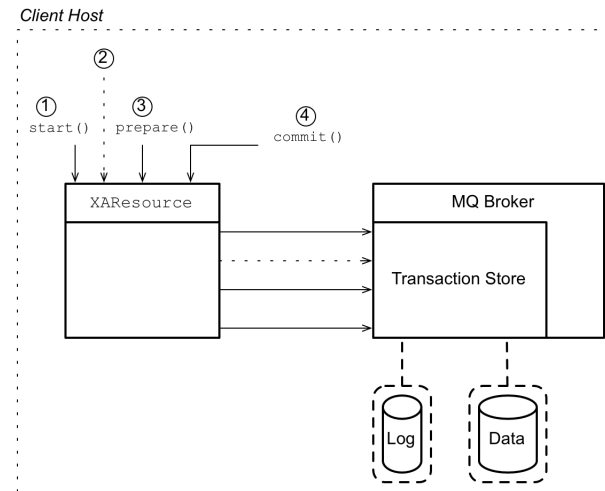 Client Host
2
1
3
start()
prepare()
4
commit()
XAResource
MQ Broker
Transaction Store
Log
Data